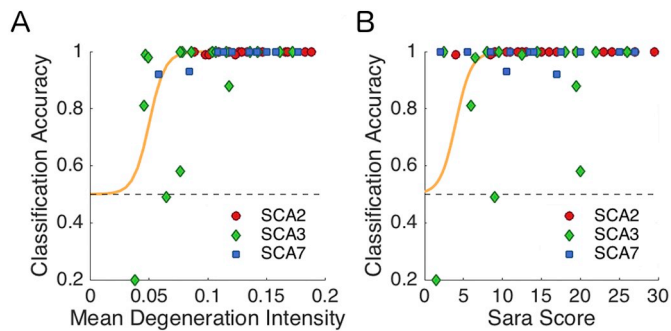 A
Classification Accuracy
1
0.8
0.6
0.4
0.2
0 0.05 0.1 0.15 0.2
Mean Degeneration Intensity
SCA2
SCA3
SCA7
B
Classification Accuracy
1
0.8
0.6
0.4
0.2
0 5 10 15 20 25 30
Sara Score
SCA2
SCA3
SCA7